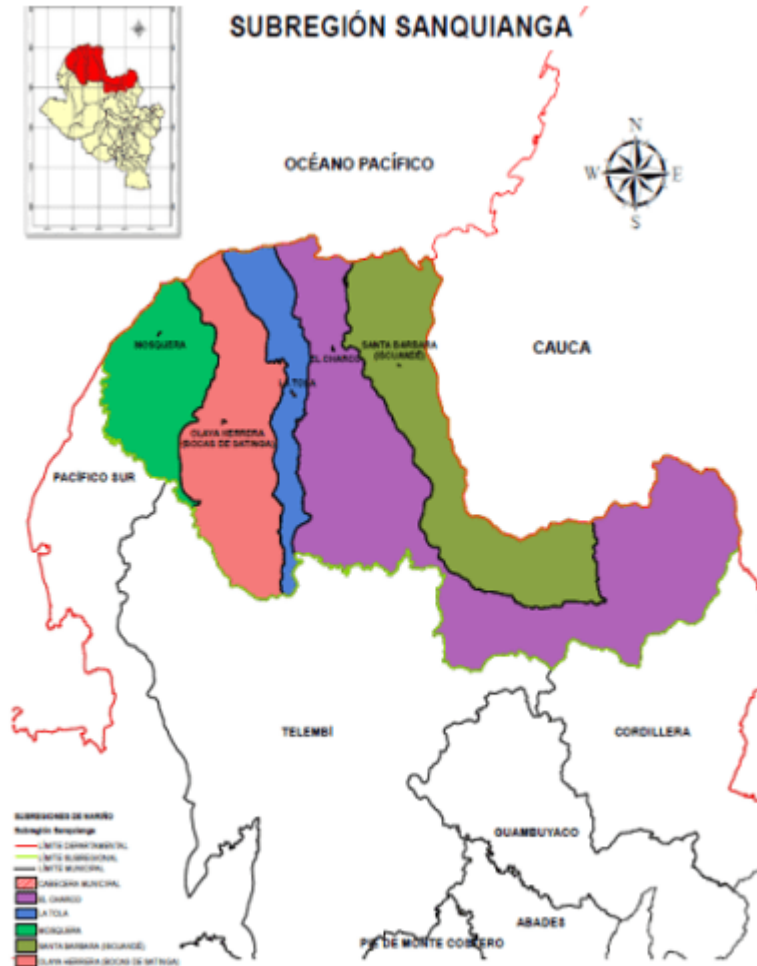 SUBREGIÓN SANQUIANGA
OCÉANO PACÍFICO
N
W
E
S
CAUCA
MOSQUERA
SANTA BARBARA
(ISCUANDÉ)
EL CHARCO
LA TOLA
OLAYA HERRERA
(BOCAS DE SATINGA)
PACÍFICO SUR
TELEMBÍ
CORDILLERA
GUAMBUYACO
ABADES
PIE DE MONTE COSTERO
SUBREGIONES DE NARIÑO
Subregión Sanquianga
LÍMITE DEPARTAMENTAL
LÍMITE SUBREGIONAL
LÍMITE MUNICIPAL
CABECERA MUNICIPAL
EL CHARCO
LA TOLA
MOSQUERA
SANTA BARBARA (ISCUANDÉ)
OLAYA HERRERA (BOCAS DE SATINGA)